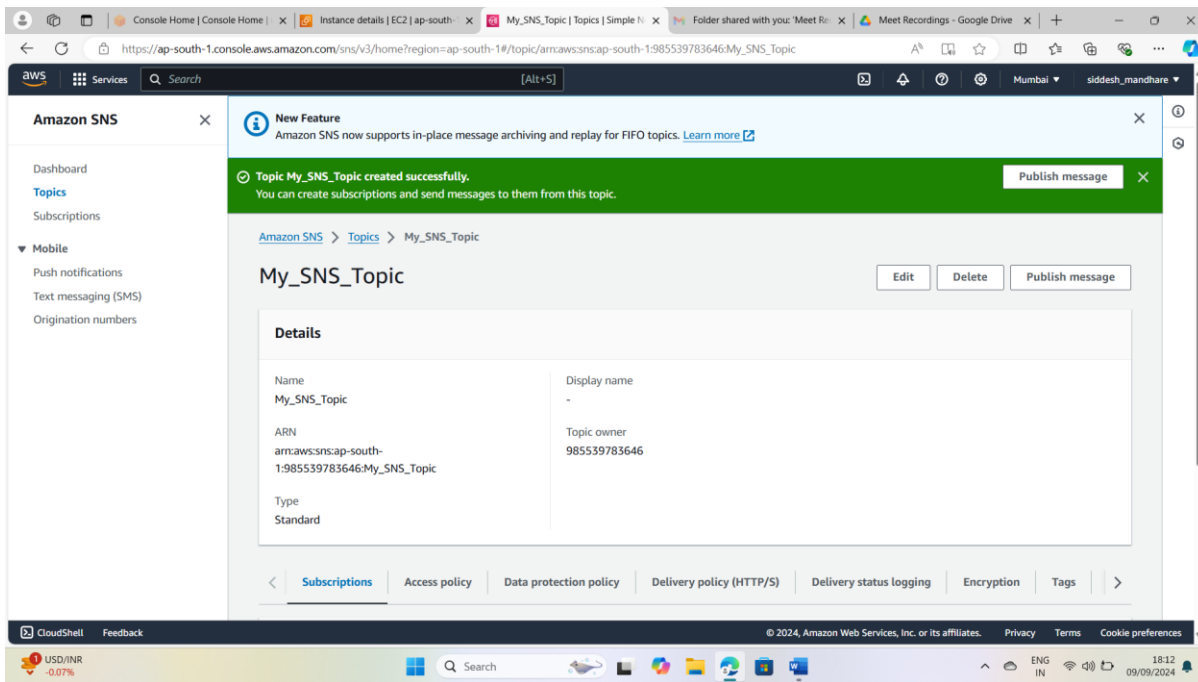 Console Home | Console Home |
Instance details | EC2 | ap-south-
My_SNS_Topic | Topics | Simple N
Folder shared with you: 'Meet Re
Meet Recordings - Google Drive
https://ap-south-1.console.aws.amazon.com/sns/v3/home?region=ap-south-1#/topic/arn:aws:sns:ap-south-1:985539783646:My_SNS_Topic
aws Services Search [Alt+S] Mumbai siddesh_mandhare
Amazon SNS
Dashboard
Topics
Subscriptions
Mobile
Push notifications
Text messaging (SMS)
Origination numbers
New Feature
Amazon SNS now supports in-place message archiving and replay for FIFO topics. Learn more
Topic My_SNS_Topic created successfully.
You can create subscriptions and send messages to them from this topic.
Publish message
Amazon SNS > Topics > My_SNS_Topic
My_SNS_Topic
Edit Delete Publish message
Details
Name
My_SNS_Topic
ARN
arn:aws:sns:ap-south-
1:985539783646:My_SNS_Topic
Type
Standard
Display name
-
Topic owner
985539783646
Subscriptions Access policy Data protection policy Delivery policy (HTTP/S) Delivery status logging Encryption Tags
CloudShell Feedback © 2024, Amazon Web Services, Inc. or its affiliates. Privacy Terms Cookie preferences
1
USD/INR
-0.07%
Search
ENG
IN
18:12
09/09/2024